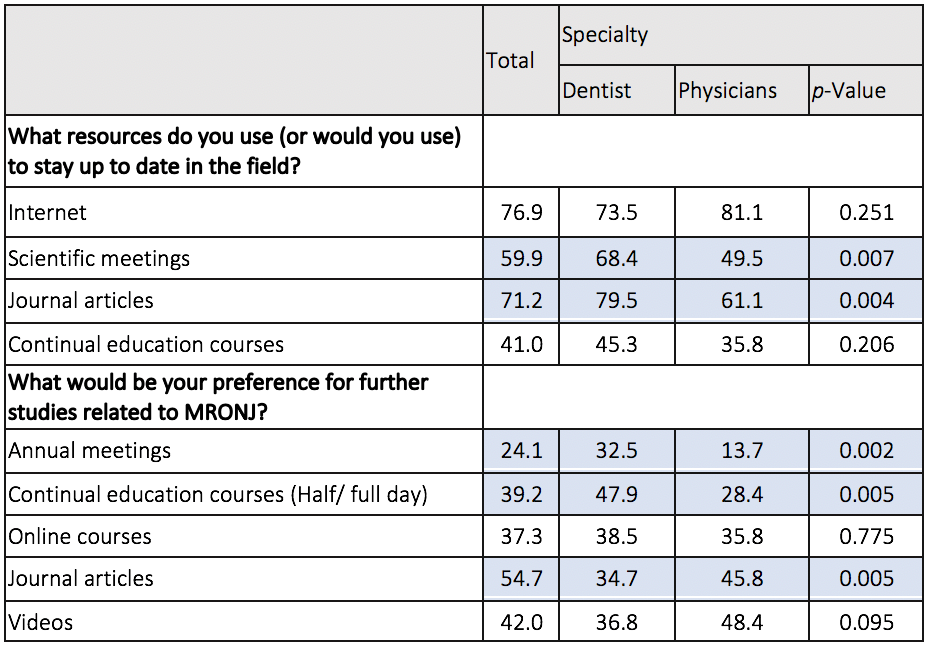 Total Specialty
Dentist Physicians p-Value
What resources do you use (or would you use)
to stay up to date in the field?
Internet 76.9 73.5 81.1 0.251
Scientific meetings 59.9 68.4 49.5 0.007
Journal articles 71.2 79.5 61.1 0.004
Continual education courses 41.0 45.3 35.8 0.206
What would be your preference for further
studies related to MRONJ?
Annual meetings 24.1 32.5 13.7 0.002
Continual education courses (Half/ full day) 39.2 47.9 28.4 0.005
Online courses 37.3 38.5 35.8 0.775
Journal articles 54.7 34.7 45.8 0.005
Videos 42.0 36.8 48.4 0.095